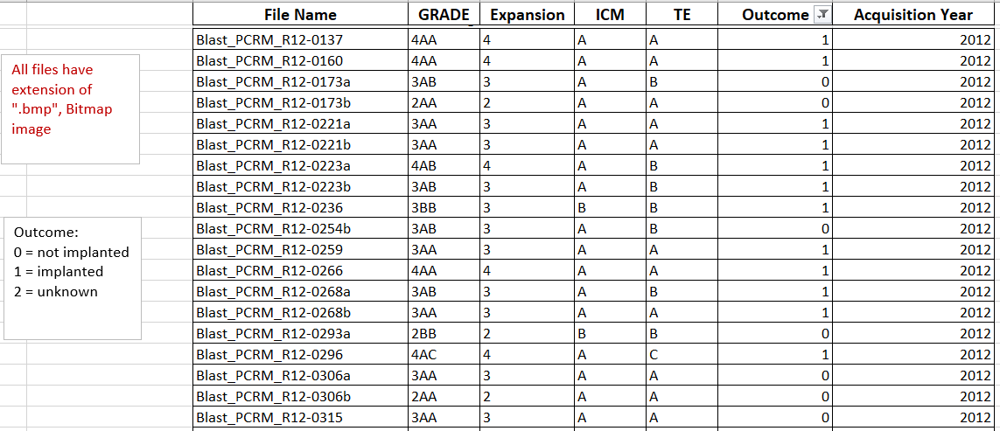 File Name GRADE Expansion ICM TE Outcome Acquisition Year
Blast_PCRM_R12-0137 4AA 4 A A 1 2012
Blast_PCRM_R12-0160 4AA 4 A A 1 2012
Blast_PCRM_R12-0173a 3AB 3 A B 0 2012
Blast_PCRM_R12-0173b 2AA 2 A A 0 2012
Blast_PCRM_R12-0221a 3AA 3 A A 1 2012
Blast_PCRM_R12-0221b 3AA 3 A A 1 2012
Blast_PCRM_R12-0223a 4AB 4 A B 1 2012
Blast_PCRM_R12-0223b 3AB 3 A B 1 2012
Blast_PCRM_R12-0236 3BB 3 B B 1 2012
Blast_PCRM_R12-0254b 3AB 3 A B 0 2012
Blast_PCRM_R12-0259 3AA 3 A A 1 2012
Blast_PCRM_R12-0266 4AA 4 A A 1 2012
Blast_PCRM_R12-0268a 3AB 3 A B 1 2012
Blast_PCRM_R12-0268b 3AA 3 A A 1 2012
Blast_PCRM_R12-0293a 2BB 2 B B 0 2012
Blast_PCRM_R12-0296 4AC 4 A C 1 2012
Blast_PCRM_R12-0306a 3AA 3 A A 0 2012
Blast_PCRM_R12-0306b 2AA 2 A A 0 2012
Blast_PCRM_R12-0315 3AA 3 A A 0 2012
All files have
extension of
".bmp", Bitmap
image
Outcome:
0 = not implanted
1 = implanted
2 = unknown